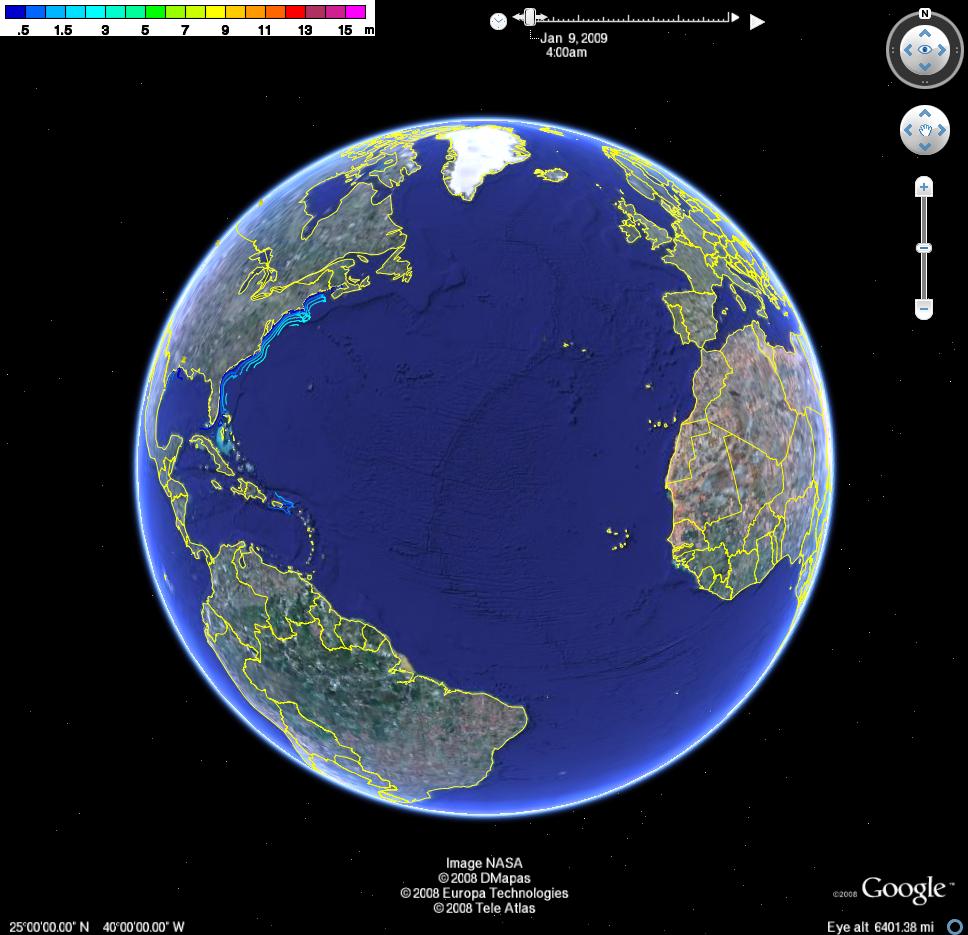 .5 1.5 3 5 7 9 11 13 15 m
Jan 9, 2009
4:00am
N
Image NASA
© 2008 DMapas
© 2008 Europa Technologies
© 2008 Tele Atlas
©2008 Google™
25°00'00.00" N 40°00'00.00" W
Eye alt 6401.38 mi